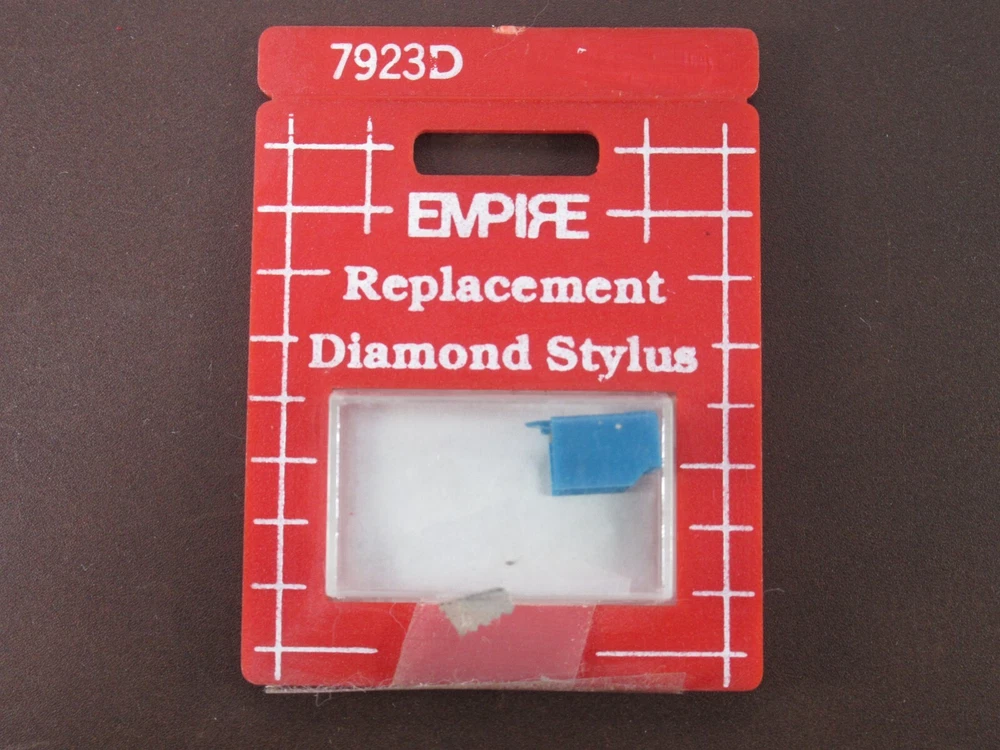 7923D
EMPIRE
Replacement
Diamond Stylus